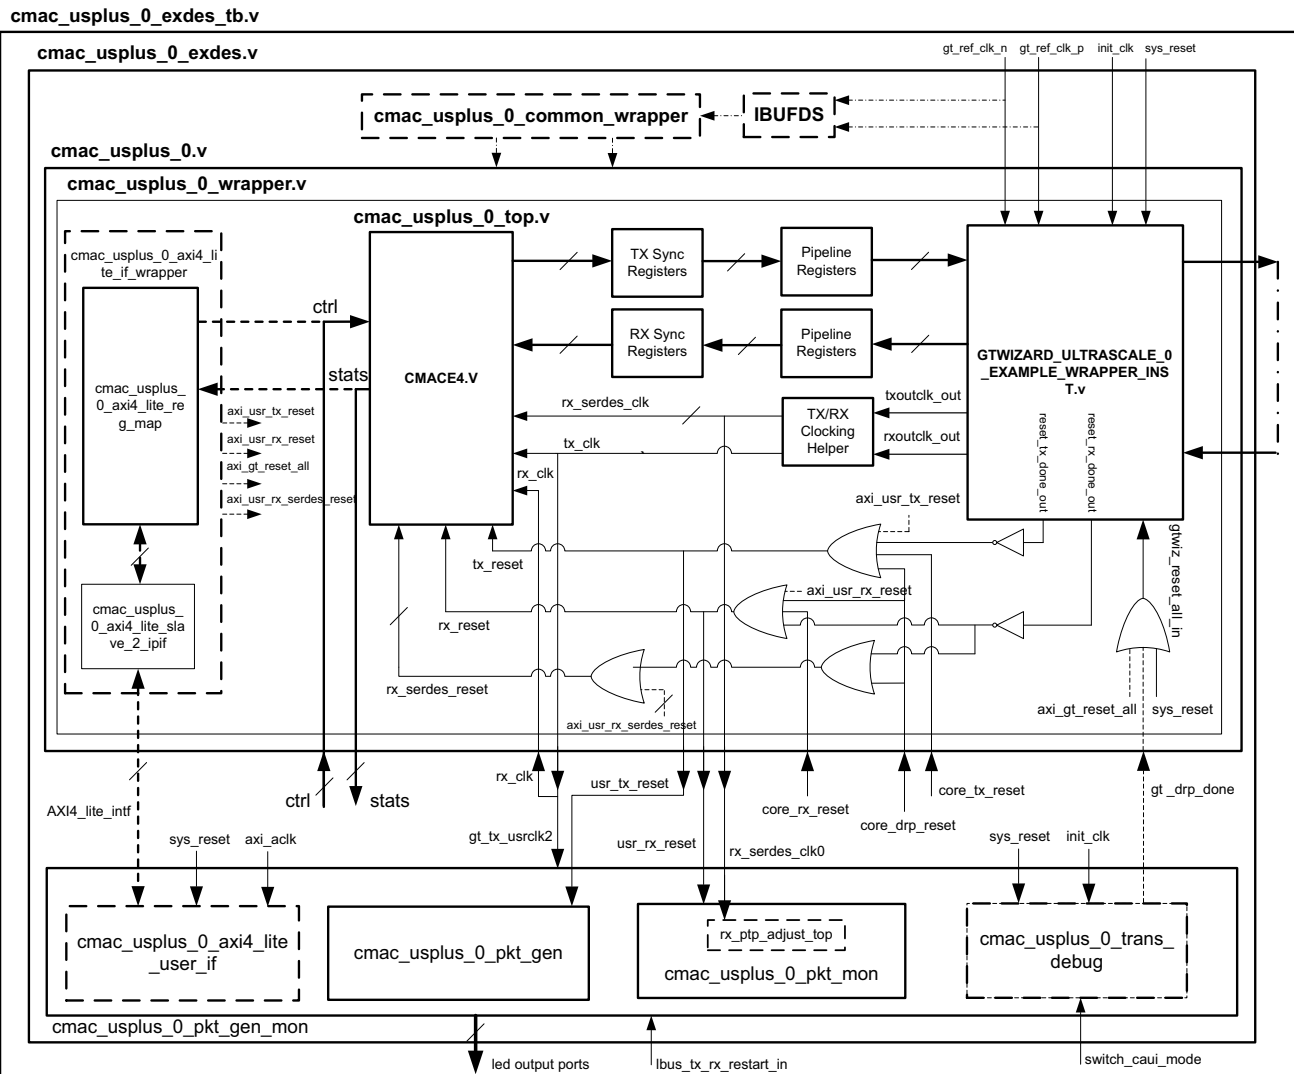 cmac_usplus_0_exdes_tb.v
cmac_usplus_0_exdes.v
gt_ref_clk_n
gt_ref_clk_p
init_clk
sys_reset
cmac_usplus_0_common_wrapper
IBUFDS
cmac_usplus_0.v
cmac_usplus_0_wrapper.v
cmac_usplus_0_top.v
cmac_usplus_0_axi4_li
te_if_wrapper
TX Sync
Registers
Pipeline
Registers
ctrl
RX Sync
Registers
Pipeline
Registers
GTWIZARD_ULTRASCALE_0
_EXAMPLE_WRAPPER_INS
T.v
stats
CMACE4.V
cmac_usplus_
0_axi4_lite_re
g_map
axi_usr_tx_reset
axi_usr_rx_reset
axi_gt_reset_all
axi_usr_rx_serdes_reset
rx_serdes_clk
tx_clk
rx_clk
TX/RX
Clocking
Helper
txoutclk_out
rxoutclk_out
reset_tx_done_out
reset_rx_done_out
axi_usr_tx_reset
gtwiz_reset_all_in
tx_reset
axi_usr_rx_reset
cmac_usplus_
0_axi4_lite_sla
ve_2_ipif
rx_reset
rx_serdes_reset
axi_usr_rx_serdes_reset
axi_gt_reset_all
sys_reset
rx_clk
usr_tx_reset
core_tx_reset
gt _drp_done
ctrl
stats
core_rx_reset
core_drp_reset
AXI4_lite_intf
sys_reset
axi_aclk
gt_tx_usrclk2
usr_rx_reset
rx_serdes_clk0
sys_reset
init_clk
cmac_usplus_0_axi4_lite
_user_if
cmac_usplus_0_pkt_gen
rx_ptp_adjust_top
cmac_usplus_0_pkt_mon
cmac_usplus_0_trans_
debug
cmac_usplus_0_pkt_gen_mon
led output ports
lbus_tx_rx_restart_in
switch_caui_mode